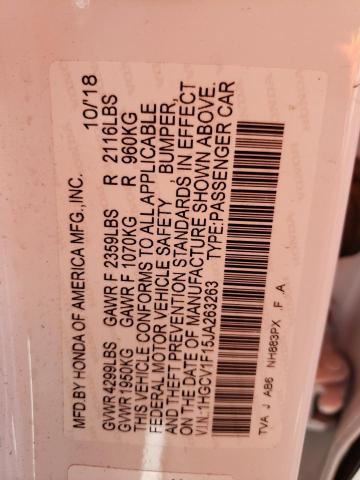 MFD BY HONDA OF AMERICA MFG., INC. 10/'18
GVWR 4299LBS GAWR F 2359LBS R 2116LBS
GVWR 1950KG GAWR F 1070KG R 960KG
THIS VEHICLE CONFORMS TO ALL APPLICABLE
FEDERAL MOTOR VEHICLE SAFETY BUMPER,
AND THEFT PREVENTION STANDARDS IN EFFECT
ON THE DATE OF MANUFACTURE SHOWN ABOVE.
V.I.N:1HGCV1F15JA263263 TYPE:PASSENGER CAR
TVA J AB6 NH883PX F A